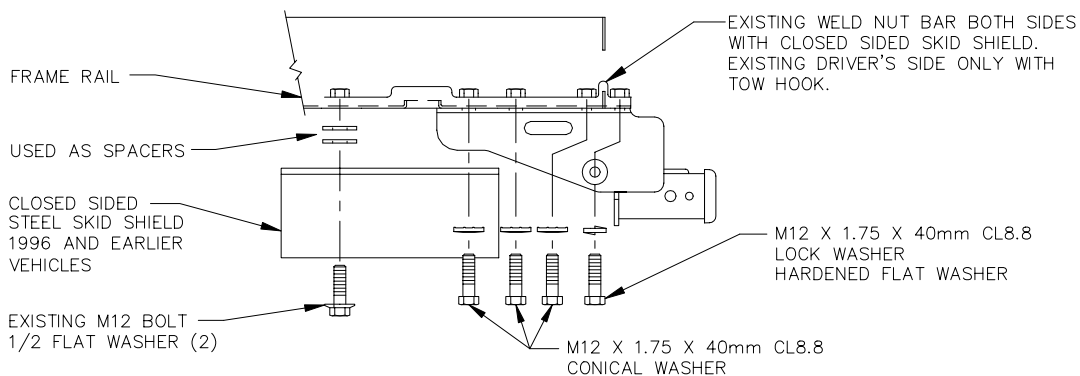 EXISTING WELD NUT BAR BOTH SIDES
WITH CLOSED SIDED SKID SHIELD.
EXISTING DRIVER'S SIDE ONLY WITH
TOW HOOK.
FRAME RAIL
USED AS SPACERS
CLOSED SIDED
STEEL SKID SHIELD
1996 AND EARLIER
VEHICLES
M12 X 1.75 X 40mm CL8.8
LOCK WASHER
HARDENED FLAT WASHER
EXISTING M12 BOLT
1/2 FLAT WASHER (2)
M12 X 1.75 X 40mm CL8.8
CONICAL WASHER